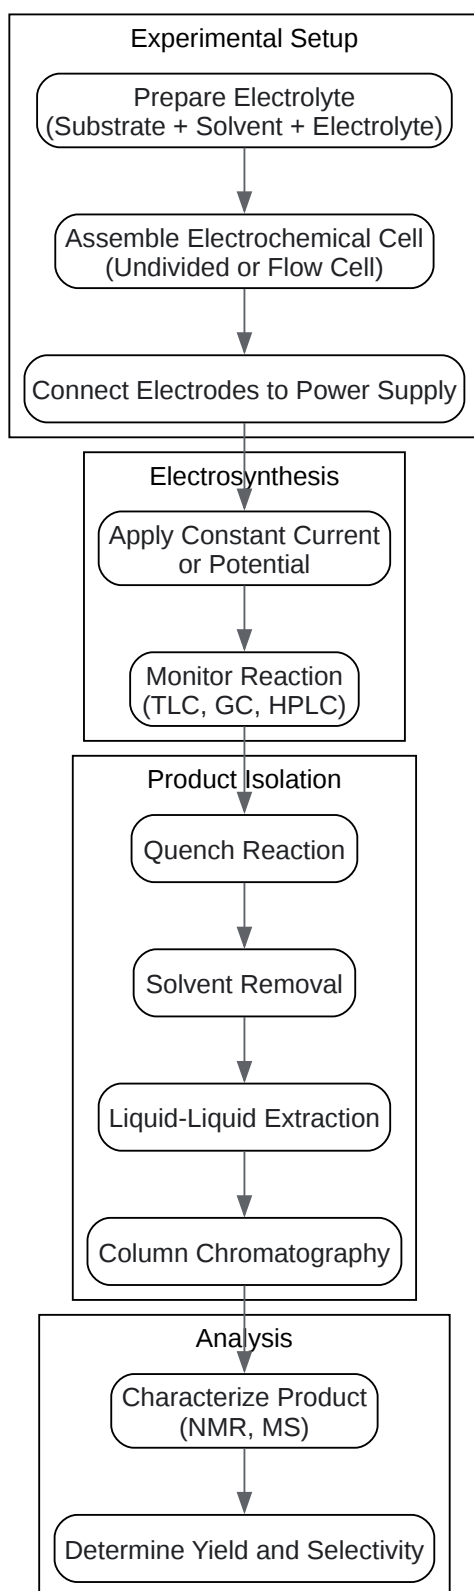 Experimental Setup
Prepare Electrolyte
(Substrate + Solvent + Electrolyte)
Assemble Electrochemical Cell
(Undivided or Flow Cell)
Connect Electrodes to Power Supply
Electrosynthesis
Apply Constant Current
or Potential
Monitor Reaction
(TLC, GC, HPLC)
Product Isolation
Quench Reaction
Solvent Removal
Liquid-Liquid Extraction
Column Chromatography
Analysis
Characterize Product
(NMR, MS)
Determine Yield and Selectivity